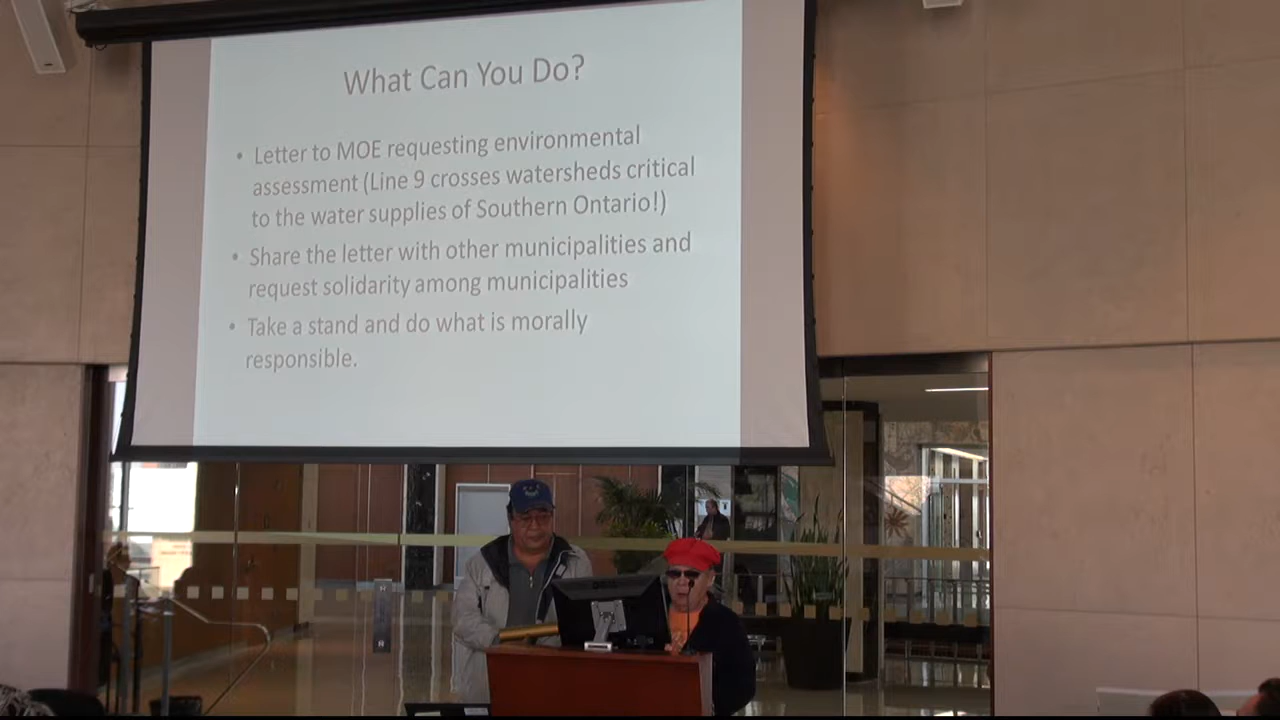 What Can You Do?
• Letter to MOE requesting environmental
assessment (Line 9 crosses watersheds critical
to the water supplies of Southern Ontario!)
• Share the letter with other municipalities and
request solidarity among municipalities
• Take a stand and do what is morally
responsible.